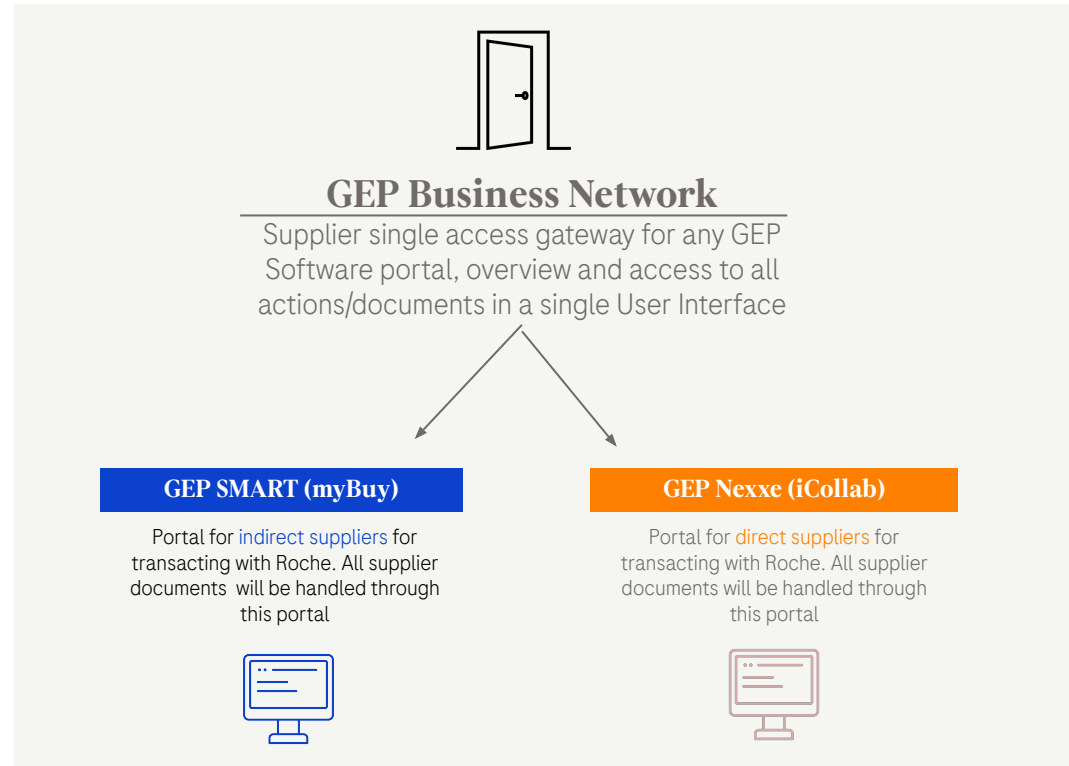 GEP Business Network
Supplier single access gateway for any GEP
Software portal, overview and access to all
actions/documents in a single User Interface
GEP SMART (myBuy)
Portal for indirect suppliers for
transacting with Roche. All supplier
documents  will be handled through
this portal
GEP Nexxe (iCollab)
Portal for direct suppliers for
transacting with Roche. All supplier
documents will be handled through
this portal